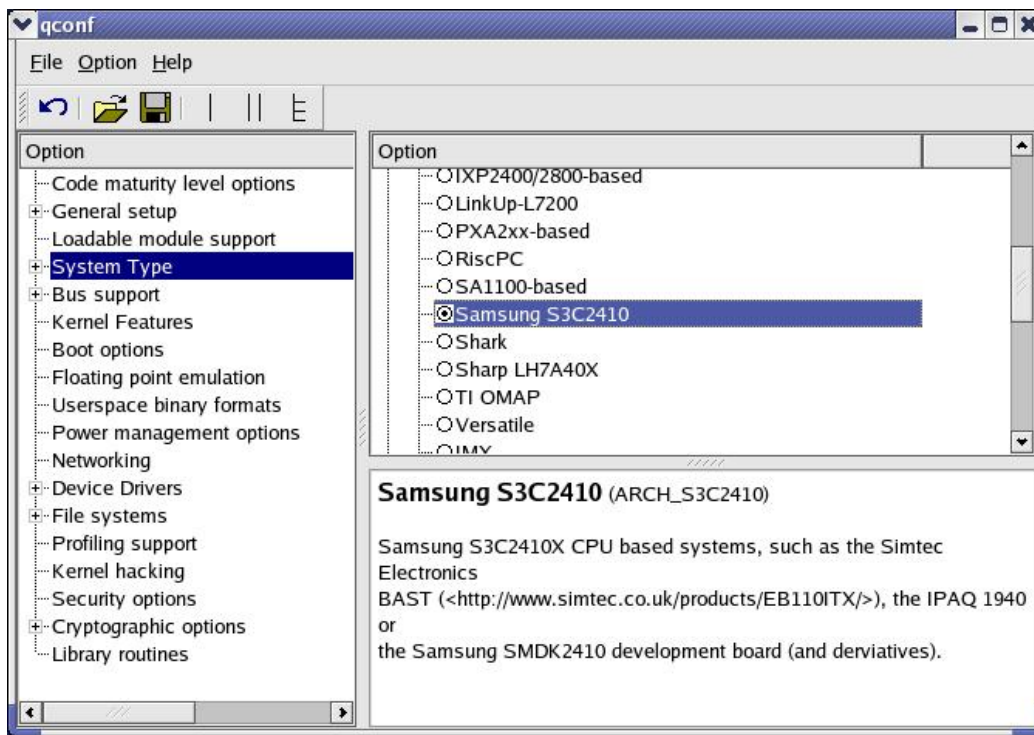 qconf
File Option Help
Option
Code maturity level options
General setup
Loadable module support
System Type
Bus support
Kernel Features
Boot options
Floating point emulation
Userspace binary formats
Power management options
Networking
Device Drivers
File systems
Profiling support
Kernel hacking
Security options
Cryptographic options
Library routines
Option
IXP2400/2800-based
LinkUp-L7200
PXA2xx-based
RiscPC
SA1100-based
Samsung S3C2410
Shark
Sharp LH7A40X
TI OMAP
Versatile
IMX
Samsung S3C2410 (ARCH_S3C2410)
Samsung S3C2410X CPU based systems, such as the Simtec
Electronics
BAST (<http://www.simtec.co.uk/products/EB110ITX/>), the IPAQ 1940
or
the Samsung SMDK2410 development board (and derviatives).